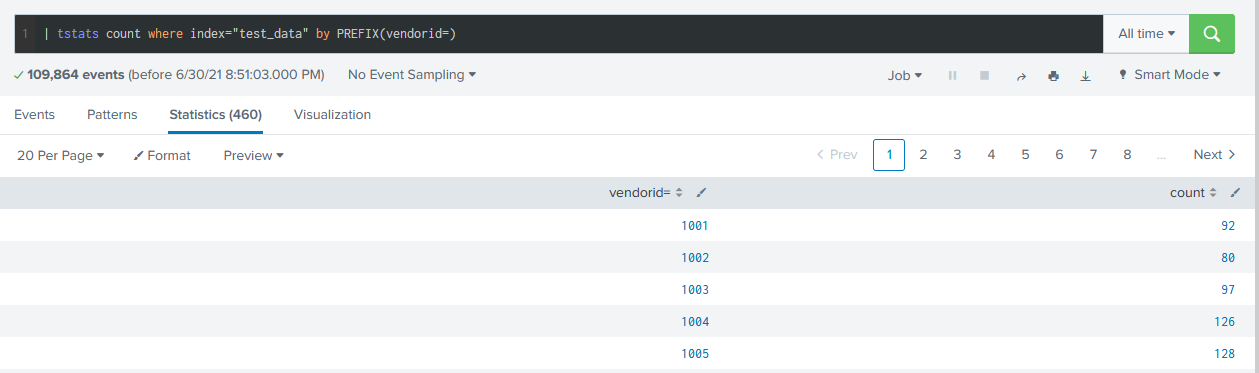 1 | tstats count where index="test_data" by PREFIX(vendorid=) All time
109,864 events (before 6/30/21 8:51:03.000 PM) No Event Sampling Job Smart Mode
Events Patterns Statistics (460) Visualization
20 Per Page Format Preview Prev 1 2 3 4 5 6 7 8 ... Next
vendorid= count
1001 92
1002 80
1003 97
1004 126
1005 128